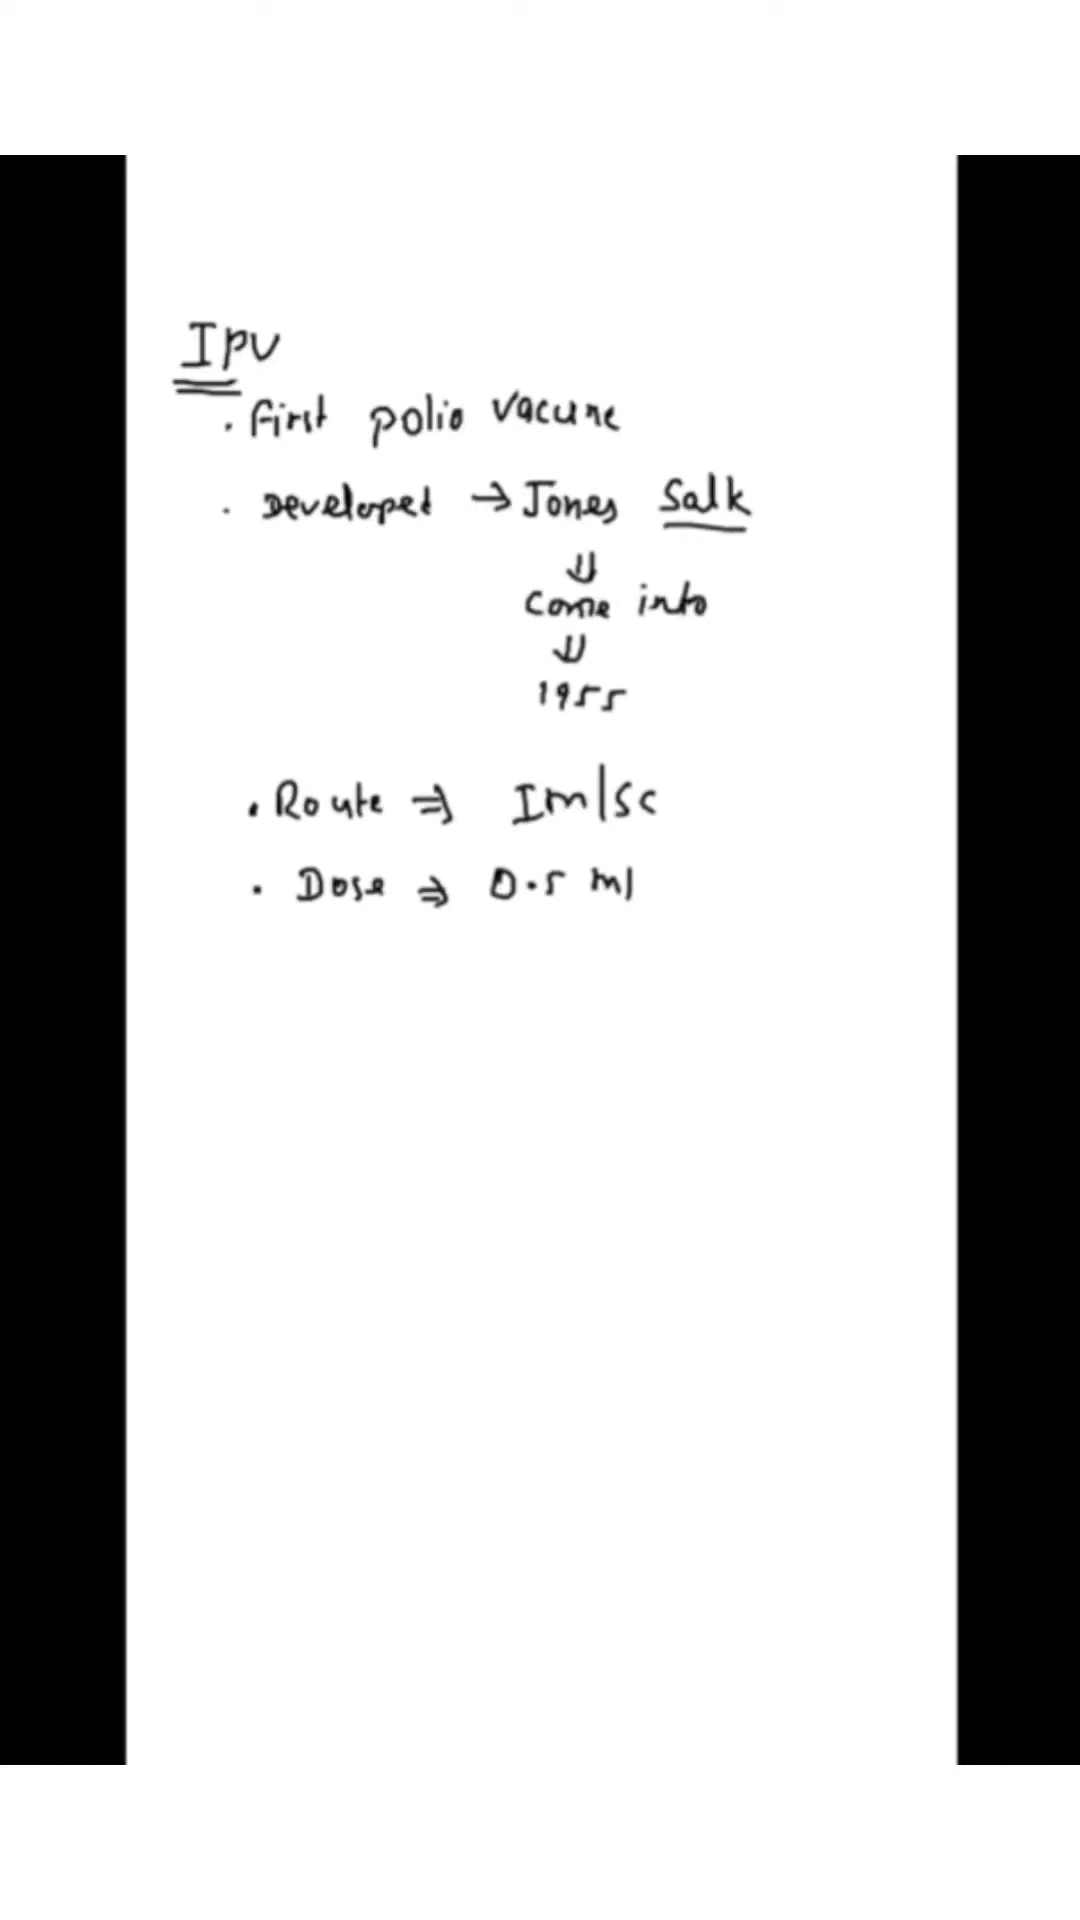 IPV
. First polio vaccine
. Developed → Jones Salk
⇓
come into
⇓
1955
. Route ⇒ Im|sc
. Dose ⇒ 0.5 ml